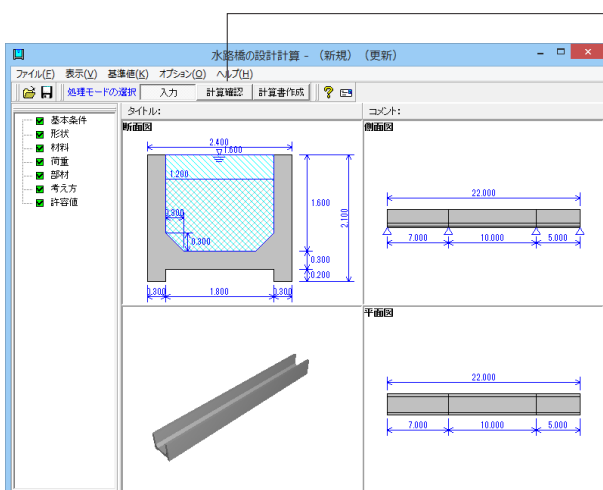 水路橋の設計計算 - （新規） （更新）
ファイル(F) 表示(V) 基準値(K) オプション(O) ヘルプ(H)
処理モードの選択 入力 計算確認 計算書作成
基本条件
形状
材料
荷重
部材
考え方
許容値
タイトル:
コメント:
断面図
2.400
1.600
1.200
0.300
0.300
1.600
2.100
0.300
0.200
0.300 1.800 0.300
側面図
22.000
7.000 10.000 5.000
平面図
22.000
7.000 10.000 5.000